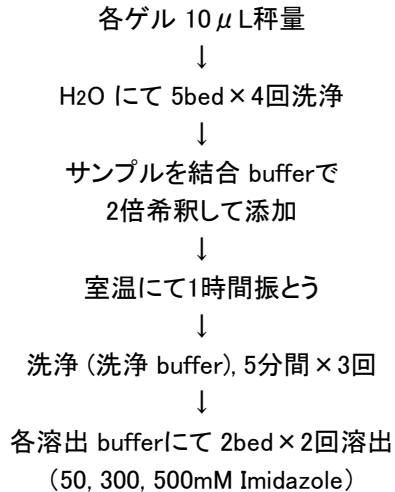 各ゲル 10μL秤量
↓
H2O にて 5bed×4回洗浄
↓
サンプルを結合 bufferで
2倍希釈して添加
↓
室温にて1時間振とう
↓
洗浄 (洗浄 buffer), 5分間×3回
↓
各溶出 bufferにて 2bed×2回溶出
(50, 300, 500mM Imidazole)